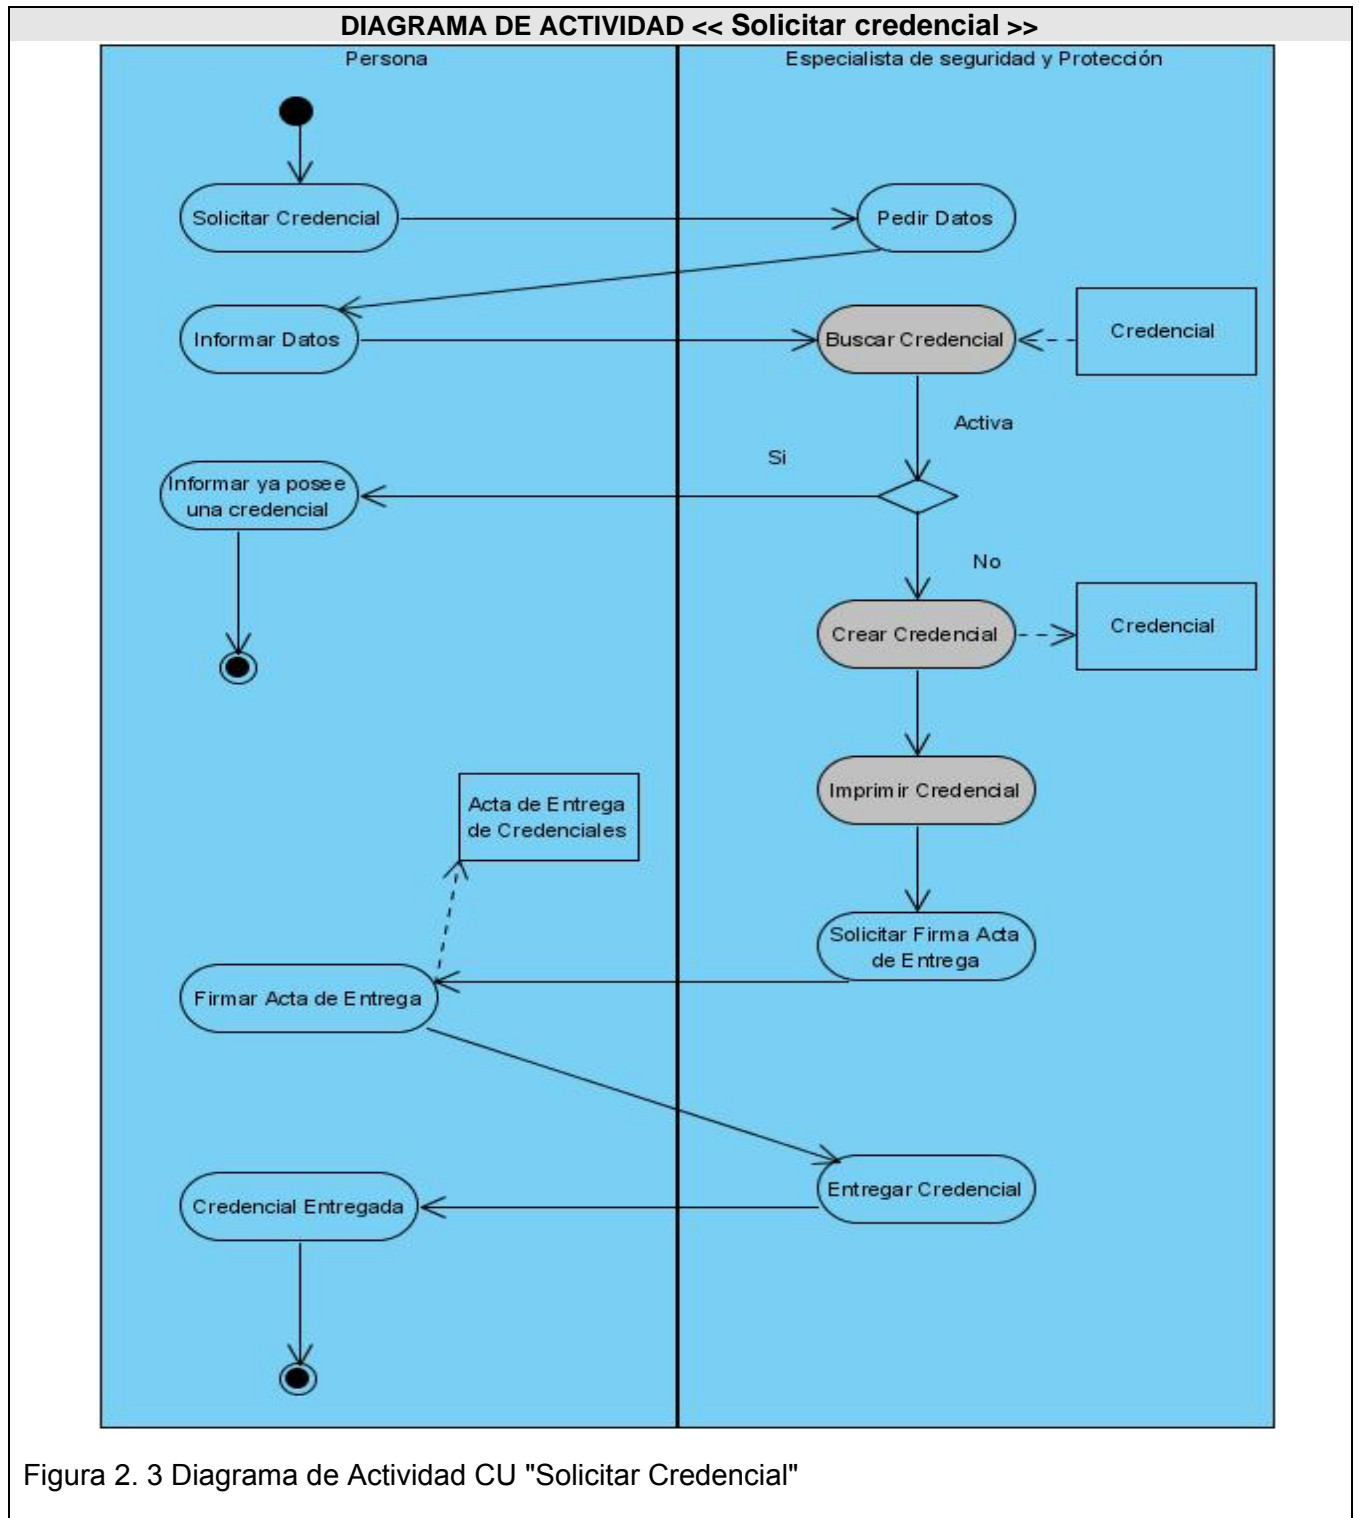 DIAGRAMA DE ACTIVIDAD << Solicitar credencial >>
Persona
Especialista de seguridad y Protección
Solicitar Credencial
Pedir Datos
Informar Datos
Buscar Credencial
Credencial
Activa
Si
Informar ya posee
una credencial
No
Crear Credencial
Credencial
Imprimir Credencial
Acta de Entrega
de Credenciales
Solicitar Firma Acta
de Entrega
Firmar Acta de Entrega
Entregar Credencial
Credencial Entregada
Figura 2. 3 Diagrama de Actividad CU "Solicitar Credencial"